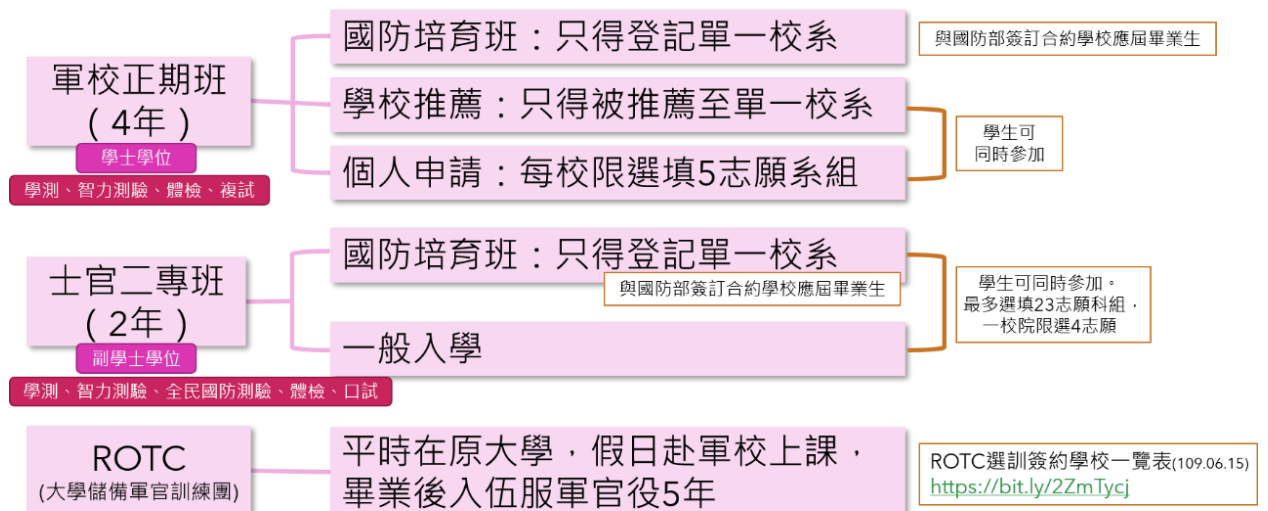 國防培育班：只得登記單一校系
與國防部簽訂合約學校應屆畢業生
軍校正期班
（4年）
學士學位
學測、智力測驗、體檢、複試
學校推薦：只得被推薦至單一校系
個人申請：每校限選填5志願系組
學生可
同時參加
士官二專班
（2年）
副學士學位
學測、智力測驗、全民國防測驗、體檢、口試
國防培育班：只得登記單一校系
與國防部簽訂合約學校應屆畢業生
一般入學
學生可同時參加。
最多選填23志願科組，
一校院限選4志願
ROTC
(大學儲備軍官訓練團)
平時在原大學，假日赴軍校上課，
畢業後入伍服軍官役5年
ROTC選訓簽約學校一覽表(109.06.15)
https://bit.ly/2ZmTycj